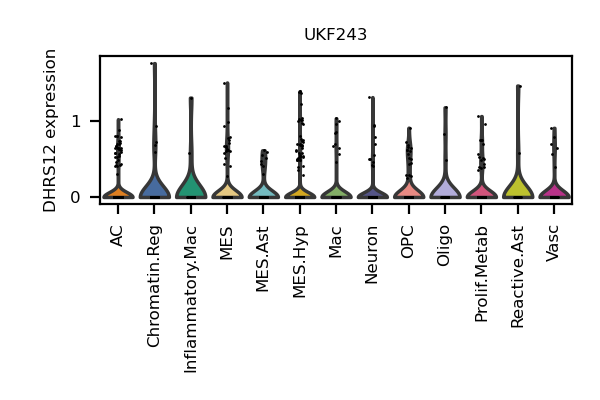 UKF243
DHRS12 expression
1
0
AC
Chromatin.Reg
Inflammatory.Mac
MES
MES.Ast
MES.Hyp
Mac
Neuron
OPC
Oligo
Prolif.Metab
Reactive.Ast
Vasc